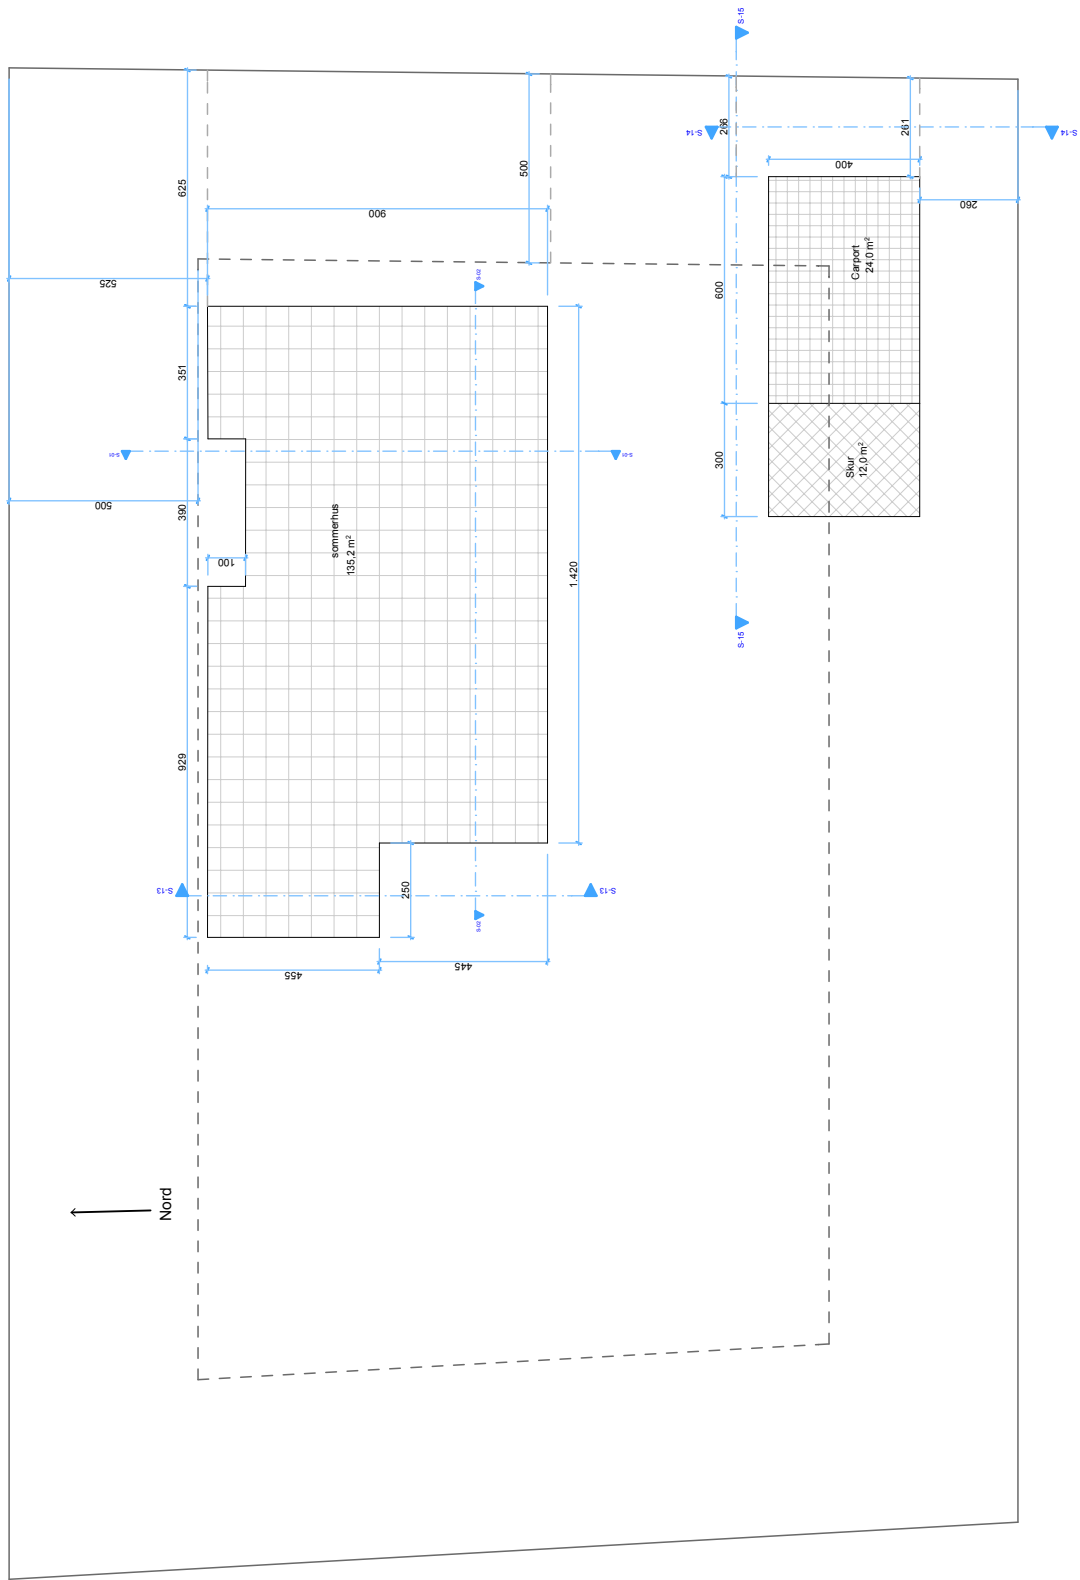 S-15
S-14
266
261
S-14
400
260
625
500
900
525
S-02
600
Carport
24,0 m²
351
S-01
S-01
300
Skur
12,0 m²
500
390
sommerhus
135,2 m²
100
1.420
S-15
929
S-13
250
S-13
S-02
455
445
Nord